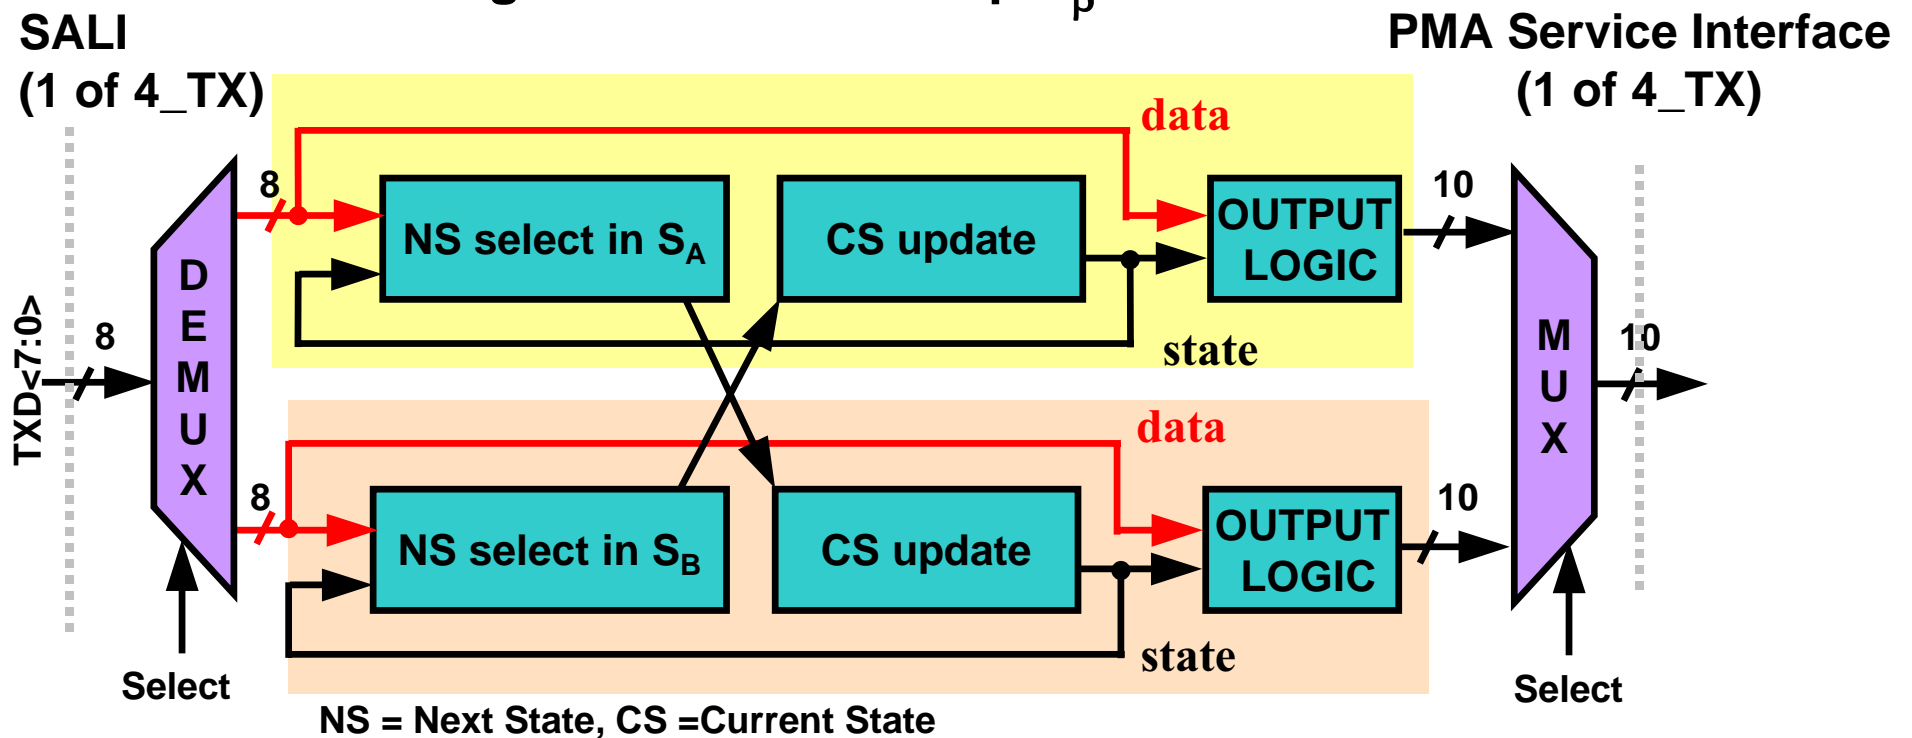 SALI
(1 of 4_TX)
PMA Service Interface
(1 of 4_TX)
data
8
10
NS select in S_A
CS update
OUTPUT
LOGIC
state
TXD<7:0>
8
D
E
M
U
X
M
U
X
10
data
8
10
NS select in S_B
CS update
OUTPUT
LOGIC
state
Select
Select
NS = Next State, CS =Current State